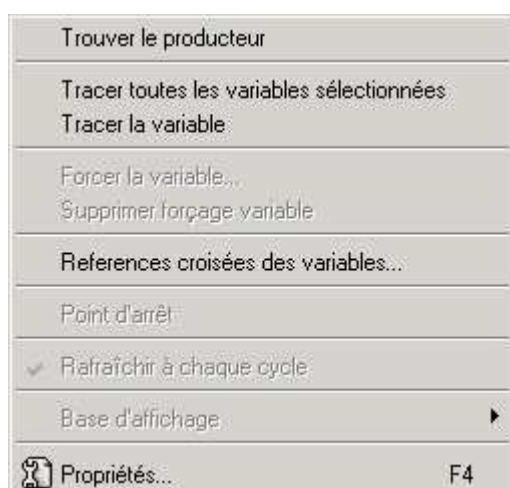 Trouver le producteur
Tracer toutes les variables sélectionnées
Tracer la variable
Forcer la variable...
Supprimer forçage variable
References croisées des variables...
Point d'arrêt
Rafraîchir à chaque cycle
Base d'affichage
Propriétés... F4